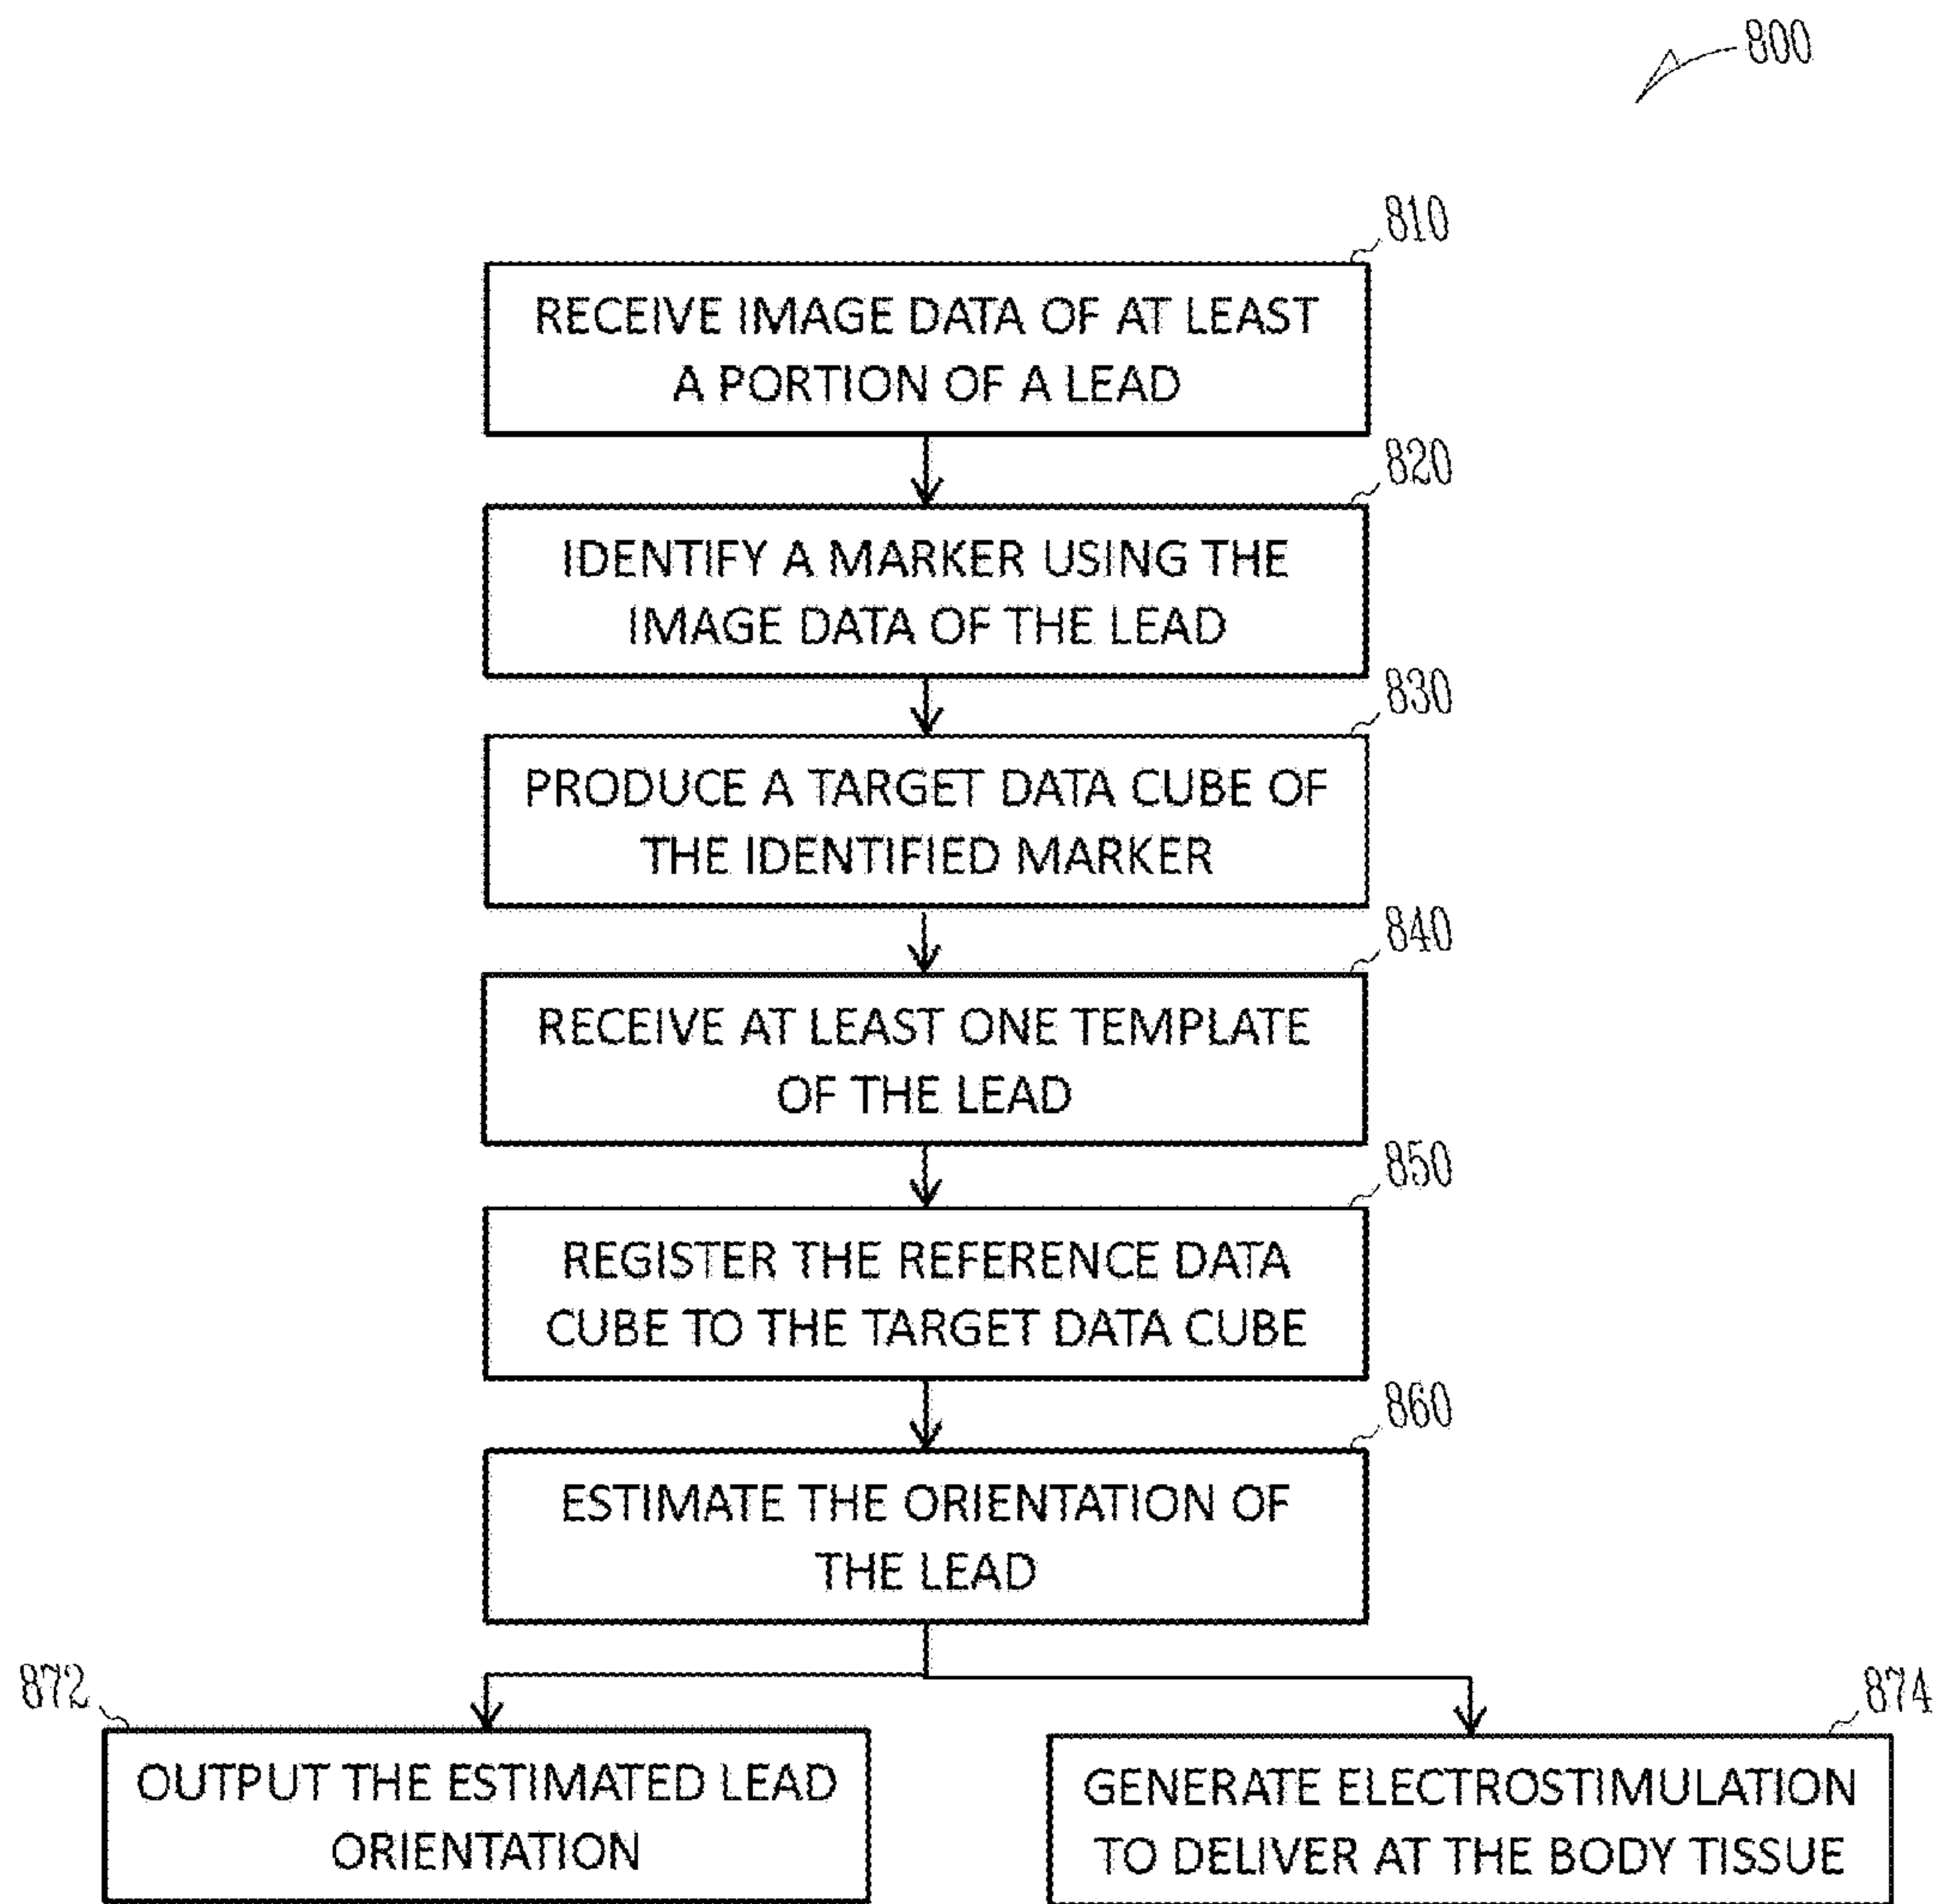 800
810
RECEIVE IMAGE DATA OF AT LEAST
A PORTION OF A LEAD
820
IDENTIFY A MARKER USING THE
IMAGE DATA OF THE LEAD
830
PRODUCE A TARGET DATA CUBE OF
THE IDENTIFIED MARKER
840
RECEIVE AT LEAST ONE TEMPLATE
OF THE LEAD
850
REGISTER THE REFERENCE DATA
CUBE TO THE TARGET DATA CUBE
860
ESTIMATE THE ORIENTATION OF
THE LEAD
872
OUTPUT THE ESTIMATED LEAD
ORIENTATION
874
GENERATE ELECTROSTIMULATION
TO DELIVER AT THE BODY TISSUE